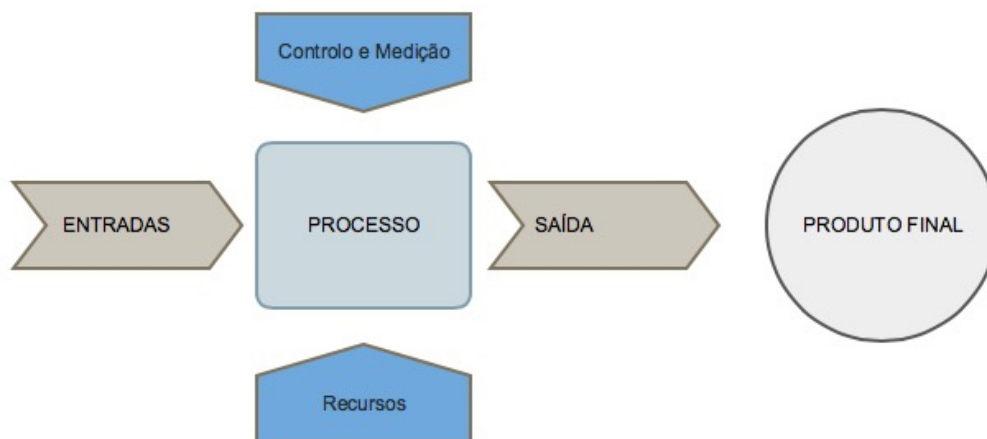 Controlo e Medição
ENTRADAS
PROCESSO
SAÍDA
PRODUTO FINAL
Recursos